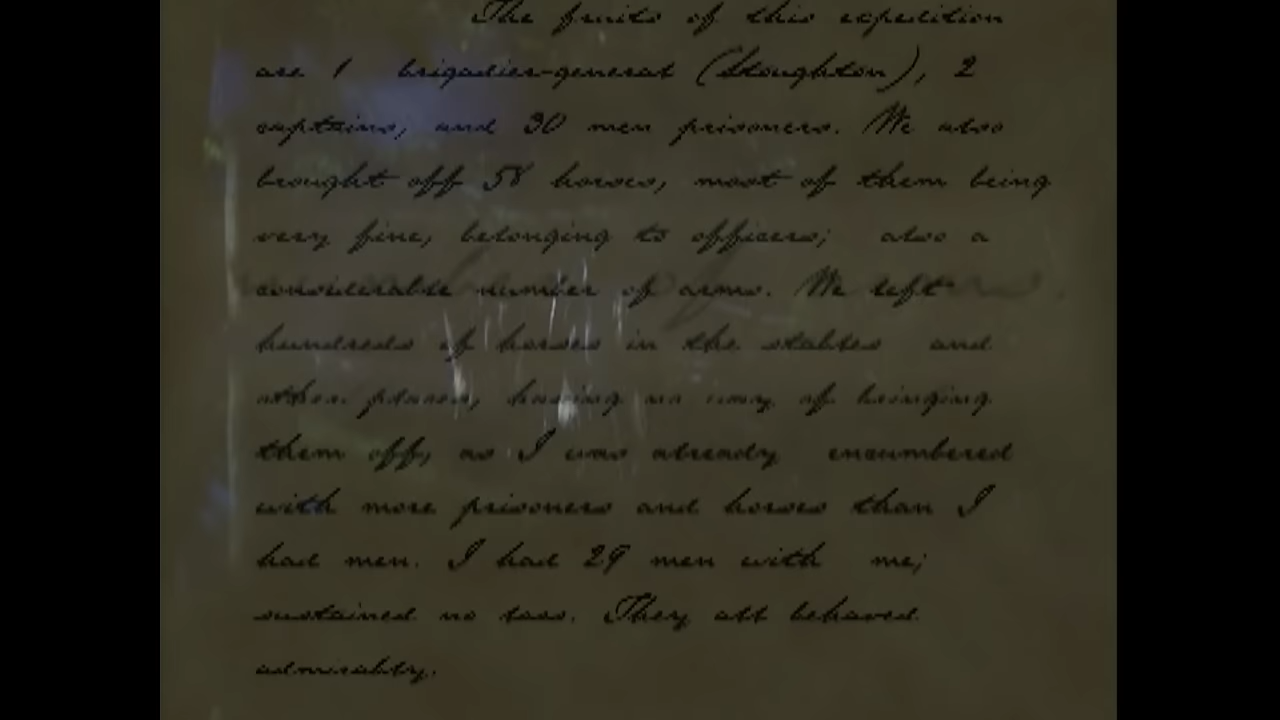 The fruits of this expedition
are 1 brigadier-general (Stoughton), 2
captains, and 30 men prisoners. We also
brought off 58 horses, most of them being
very fine, belonging to officers; also a
considerable number of arms. We left
hundreds of horses in the stables and
other places, having no way of bringing
them off, as I was already encumbered
with more prisoners and horses than I
had men. I had 29 men with me;
sustained no loss. They all behaved
admirably.